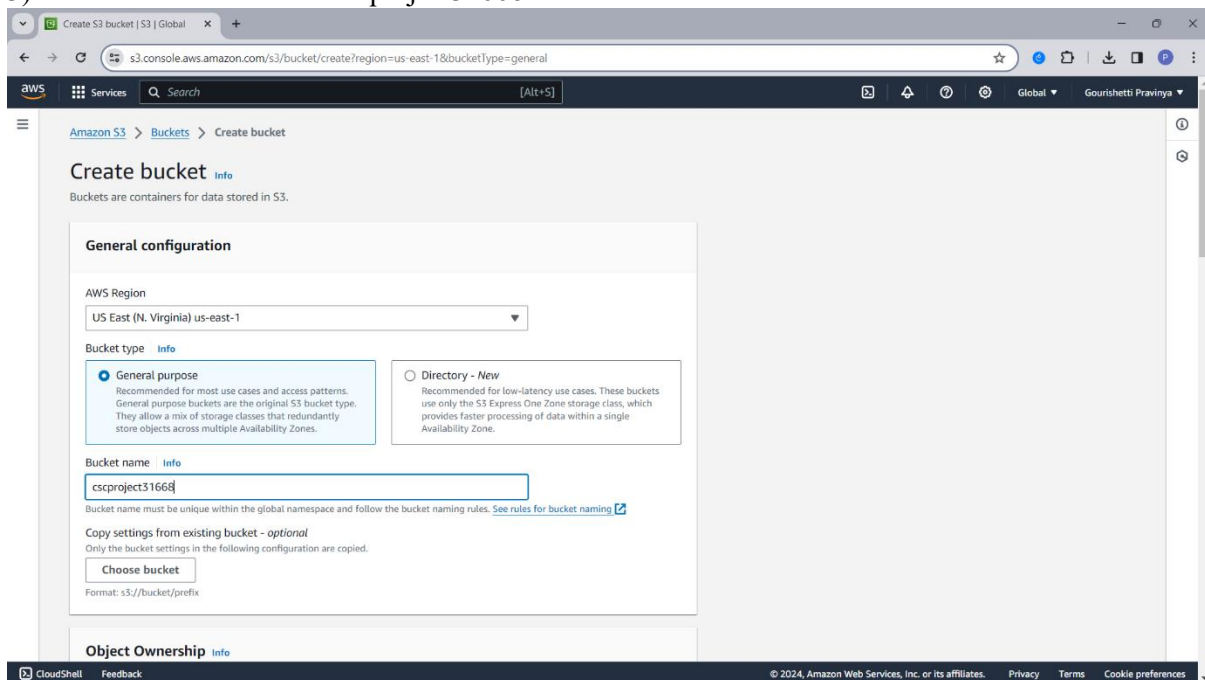 Create S3 bucket | S3 | Global
s3.console.aws.amazon.com/s3/bucket/create?region=us-east-1&bucketType=general
aws
Services
Search
[Alt+S]
Global
Gourishetti Pravinya
Amazon S3 > Buckets > Create bucket
Create bucket Info
Buckets are containers for data stored in S3.
General configuration
AWS Region
US East (N. Virginia) us-east-1
Bucket type Info
General purpose
Recommended for most use cases and access patterns.
General purpose buckets are the original S3 bucket type.
They allow a mix of storage classes that redundantly
store objects across multiple Availability Zones.
Directory - New
Recommended for low-latency use cases. These buckets
use only the S3 Express One Zone storage class, which
provides faster processing of data within a single
Availability Zone.
Bucket name Info
cscproject31668
Bucket name must be unique within the global namespace and follow the bucket naming rules. See rules for bucket naming
Copy settings from existing bucket - optional
Only the bucket settings in the following configuration are copied.
Choose bucket
Format: s3://bucket/prefix
Object Ownership Info
CloudShell Feedback
© 2024, Amazon Web Services, Inc. or its affiliates. Privacy Terms Cookie preferences